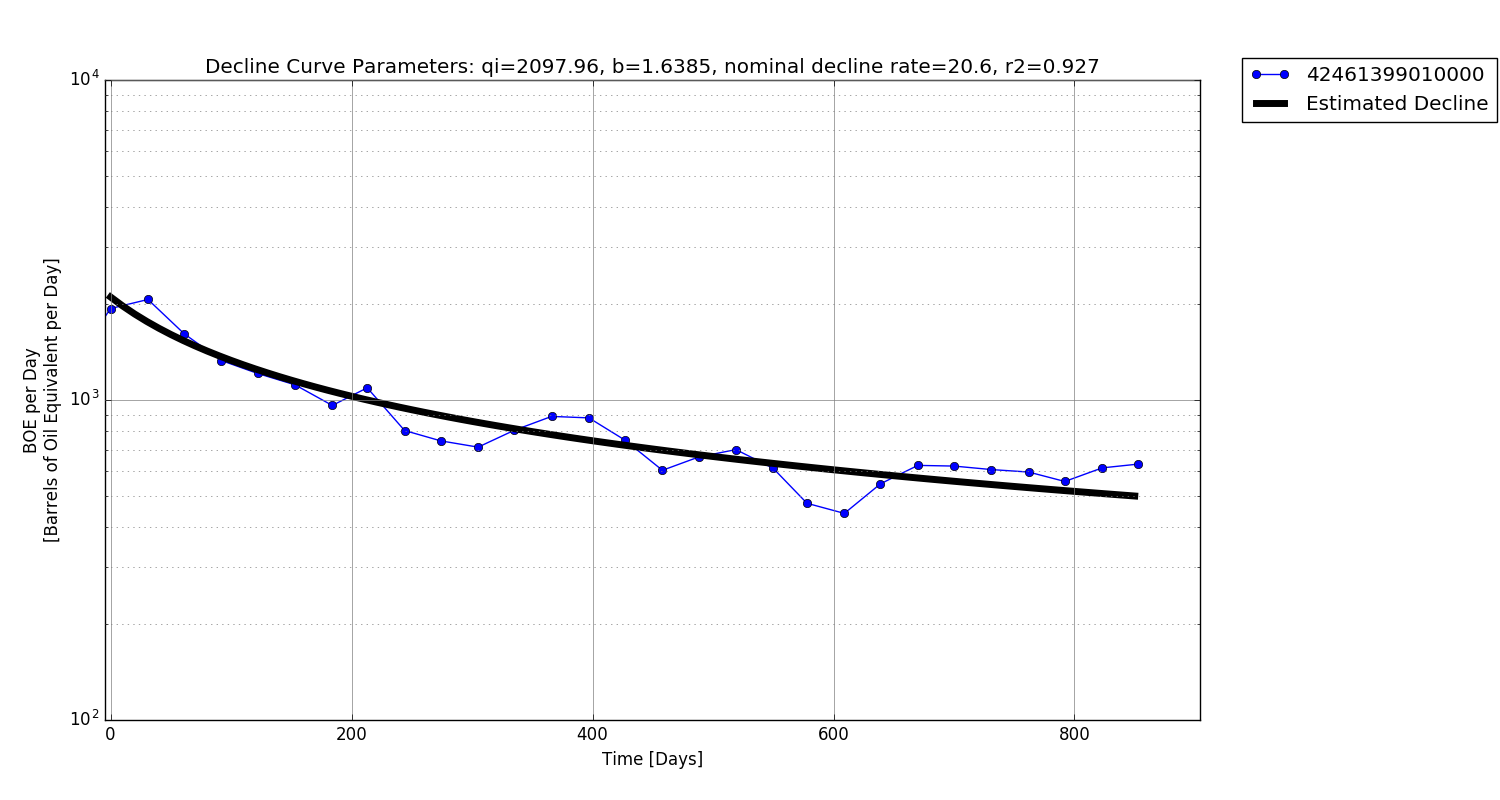 Decline Curve Parameters: qi=2097.96, b=1.6385, nominal decline rate=20.6, r2=0.927
42461399010000
Estimated Decline
10^4
10^3
10^2
BOE per Day
[Barrels of Oil Equivalent per Day]
0 200 400 600 800
Time [Days]